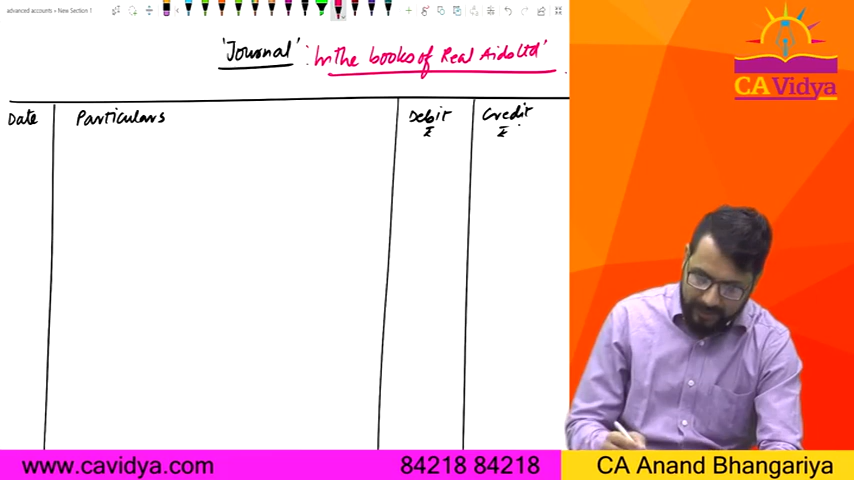 advanced accounts » New Section 1
'Journal' : 'In the books of Real Aids Ltd'
Date Particulars Debit Credit
₹ ₹
CA Vidya
www.cavidya.com 84218 84218 CA Anand Bhangariya